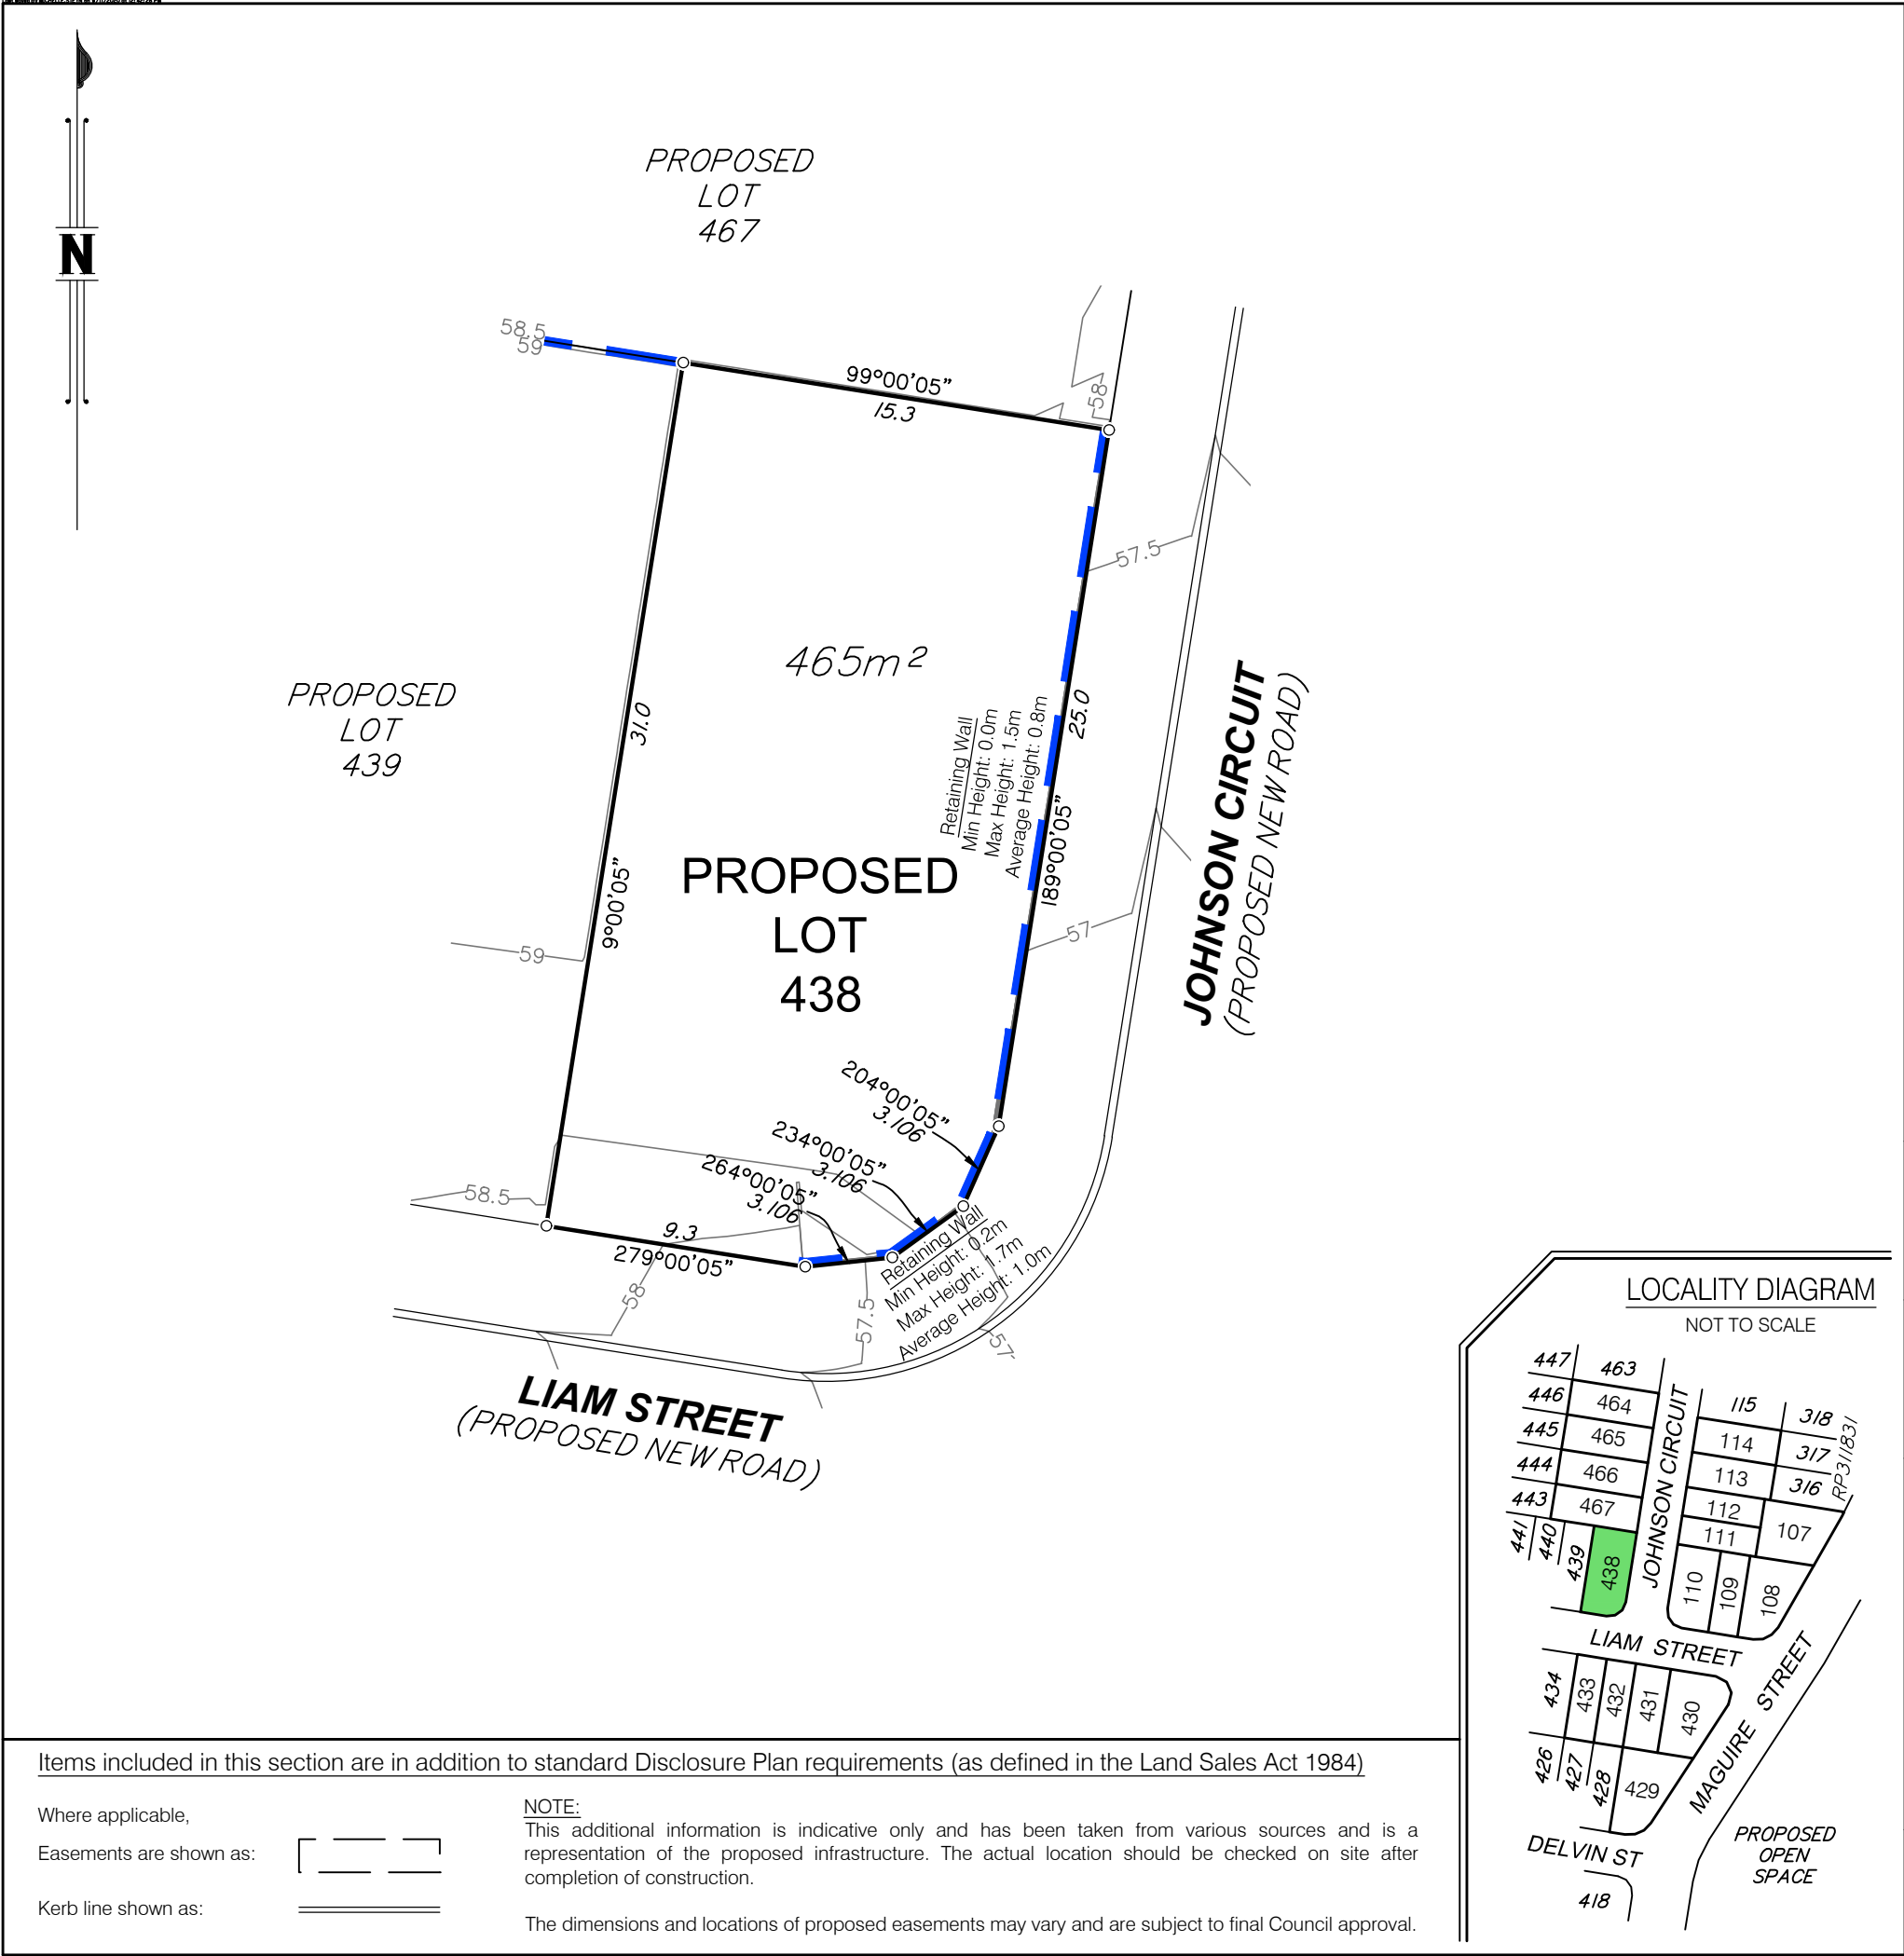 N
PROPOSED
LOT
467
58.5
59
99°00'05"
15.3
58
57.5
465m²
PROPOSED
LOT
439
31.0
9°00'05"
25.0
189°00'05"
Retaining Wall
Min Height: 0.0m
Max Height: 1.5m
Average Height: 0.8m
JOHNSON CIRCUIT
(PROPOSED NEW ROAD)
PROPOSED
LOT
438
59
57
204°00'05"
3.106
234°00'05"
3.106
264°00'05"
3.106
58.5
9.3
279°00'05"
Retaining Wall
Min Height: 0.2m
Max Height: 1.7m
Average Height: 1.0m
58
57.5
57
LIAM STREET
(PROPOSED NEW ROAD)
LOCALITY DIAGRAM
NOT TO SCALE
447
463
446
464
445
465
444
466
443
467
441
440
439
438
JOHNSON CIRCUIT
115
318
114
317
113
316
RP311831
112
111
107
110
109
108
LIAM STREET
434
433
432
431
430
MAGUIRE STREET
426
427
428
429
DELVIN ST
418
PROPOSED
OPEN
SPACE
Items included in this section are in addition to standard Disclosure Plan requirements (as defined in the Land Sales Act 1984)
Where applicable,
Easements are shown as:
Kerb line shown as:
NOTE:
This additional information is indicative only and has been taken from various sources and is a
representation of the proposed infrastructure. The actual location should be checked on site after
completion of construction.
The dimensions and locations of proposed easements may vary and are subject to final Council approval.